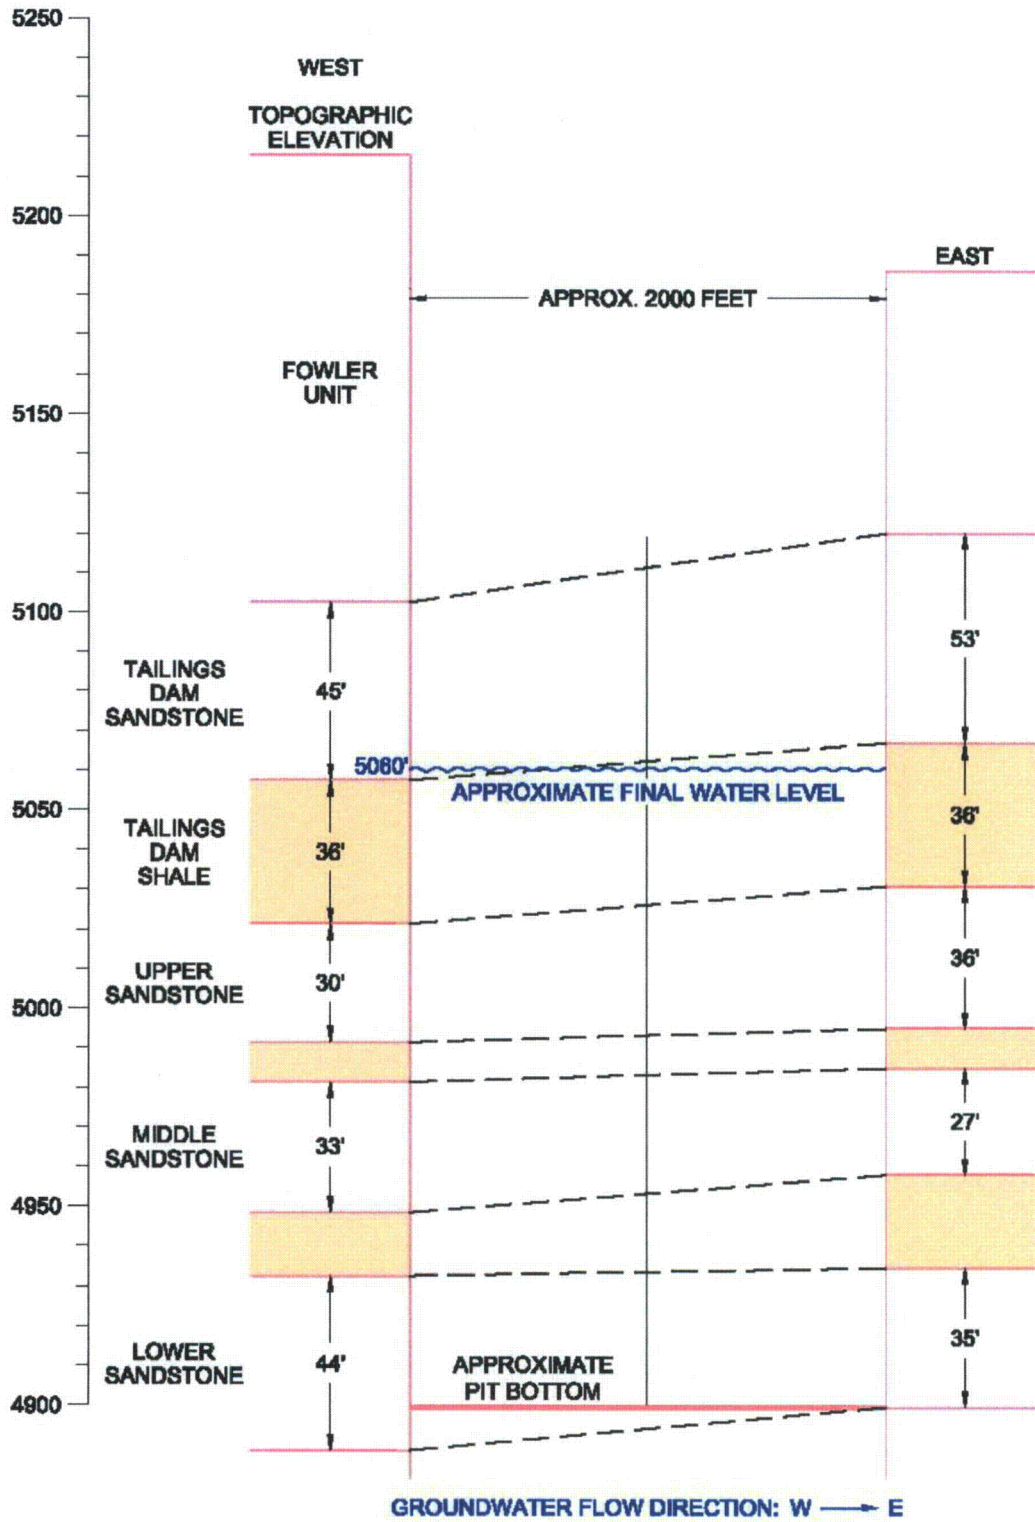 5250
WEST
TOPOGRAPHIC
ELEVATION
5200
EAST
APPROX. 2000 FEET
FOWLER
UNIT
5150
5100
53'
TAILINGS
DAM
SANDSTONE
45'
5060'
APPROXIMATE FINAL WATER LEVEL
5050
TAILINGS
DAM
SHALE
36'
36'
UPPER
SANDSTONE
30'
36'
5000
MIDDLE
SANDSTONE
33'
27'
4950
LOWER
SANDSTONE
44'
APPROXIMATE
PIT BOTTOM
35'
4900
GROUNDWATER FLOW DIRECTION: W → E